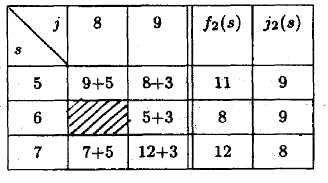 j 8 9 f₂(s) j₂(s)
s
5 9+5 8+3 11 9
6 5+3 8 9
7 7+5 12+3 12 8